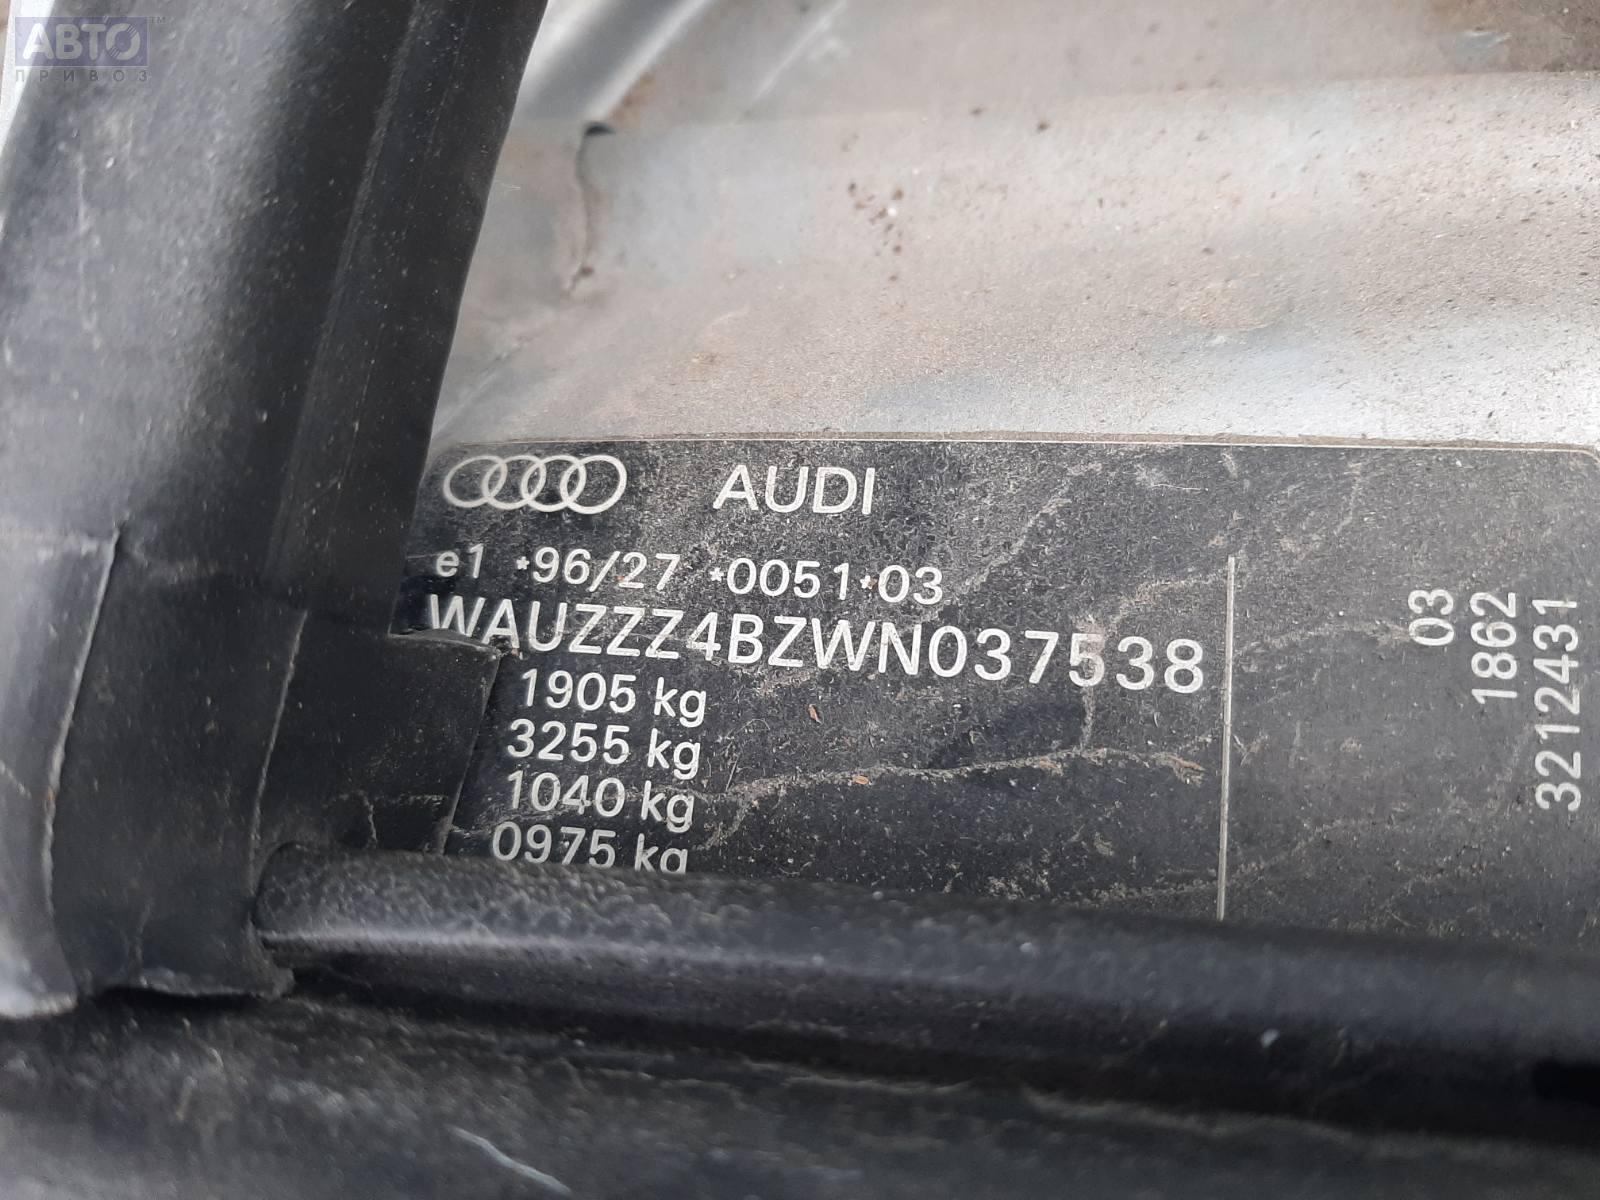 АВТО™
ПРИВОЗ
AUDI
e1 *96/27 *0051*03
WAUZZZ4BZWN037538
1905 kg
3255 kg
1040 kg
0975 kg
03
1862
3212431